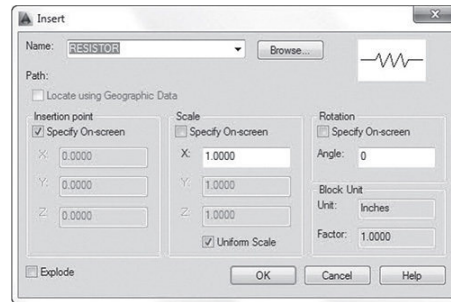 Insert
Name:
RESISTOR
Browse...
Path:
Locate using Geographic Data
Insertion point
Specify On-screen
X: 0.0000
Y: 0.0000
Z: 0.0000
Scale
Specify On-screen
X: 1.0000
Y: 1.0000
Z: 1.0000
Uniform Scale
Rotation
Specify On-screen
Angle: 0
Block Unit
Unit: Inches
Factor: 1.0000
Explode
OK
Cancel
Help